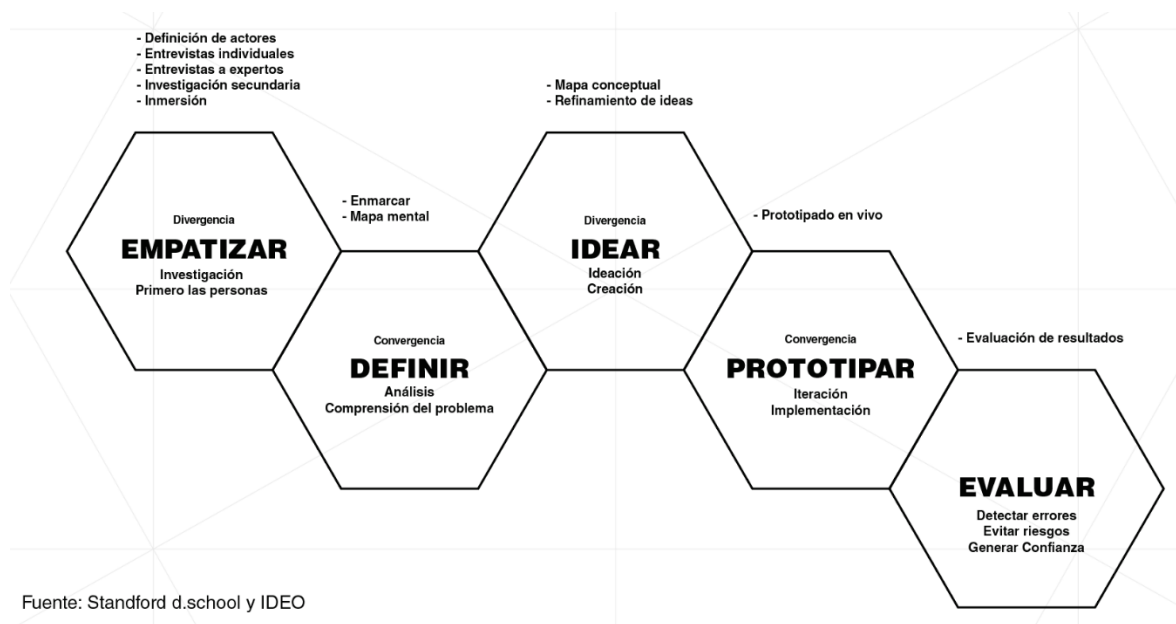 - Definición de actores
- Entrevistas individuales
- Entrevistas a expertos
- Investigación secundaria
- Inmersión
Divergencia
EMPATIZAR
Investigación
Primero las personas
- Enmarcar
- Mapa mental
Convergencia
DEFINIR
Análisis
Comprensión del problema
- Mapa conceptual
- Refinamiento de ideas
Divergencia
IDEAR
Ideación
Creación
- Prototipado en vivo
Convergencia
PROTOTIPAR
Iteración
Implementación
- Evaluación de resultados
EVALUAR
Detectar errores
Evitar riesgos
Generar Confianza
Fuente: Standford d.school y IDEO